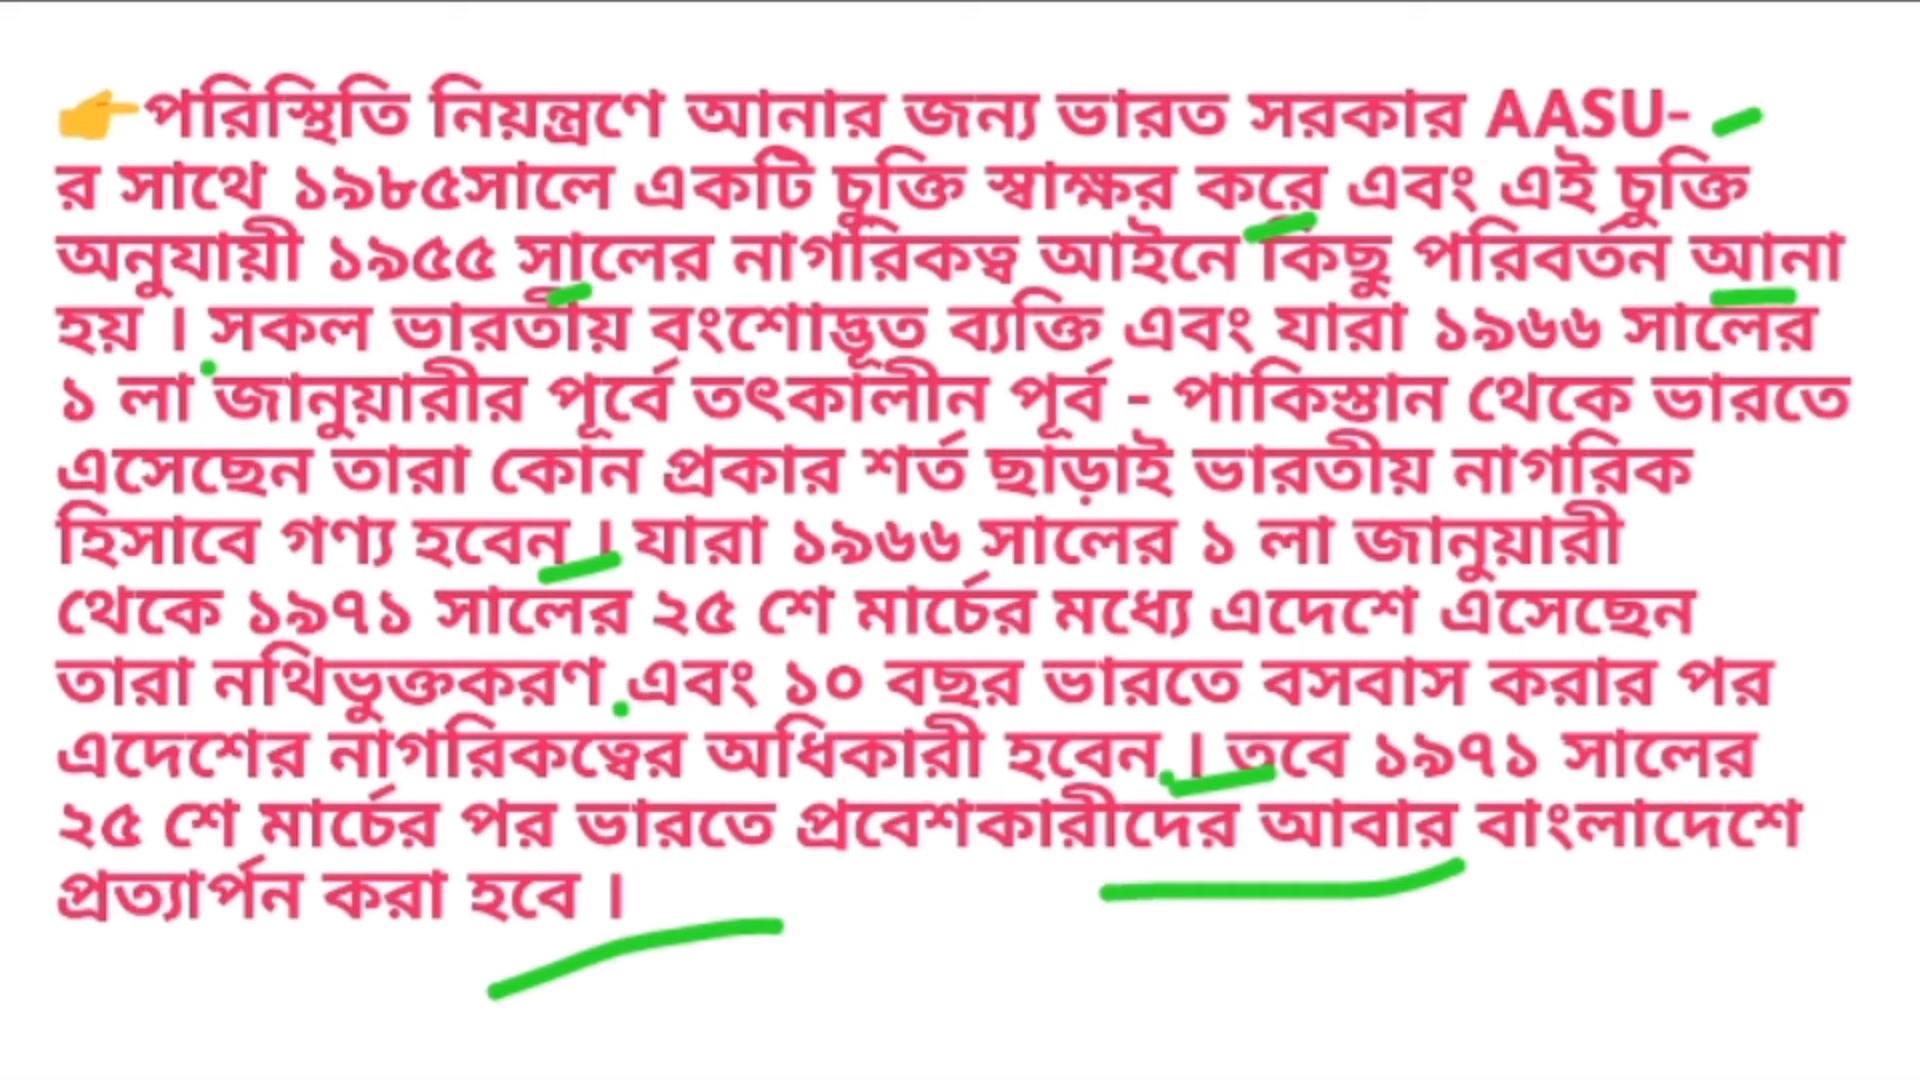 👉পরিস্থিতি নিয়ন্ত্রণে আনার জন্য ভারত সরকার AASU-
র সাথে ১৯৮৫সালে একটি চুক্তি স্বাক্ষর করে এবং এই চুক্তি
অনুযায়ী ১৯৫৫ সালের নাগরিকত্ব আইনে কিছু পরিবর্তন আনা
হয় । সকল ভারতীয় বংশোদ্ভূত ব্যক্তি এবং যারা ১৯৬৬ সালের
১ লা জানুয়ারীর পূর্বে তৎকালীন পূর্ব - পাকিস্তান থেকে ভারতে
এসেছেন তারা কোন প্রকার শর্ত ছাড়াই ভারতীয় নাগরিক
হিসাবে গণ্য হবেন । যারা ১৯৬৬ সালের ১ লা জানুয়ারী
থেকে ১৯৭১ সালের ২৫ শে মার্চের মধ্যে এদেশে এসেছেন
তারা নথিভুক্তকরণ এবং ১০ বছর ভারতে বসবাস করার পর
এদেশের নাগরিকত্বের অধিকারী হবেন । তবে ১৯৭১ সালের
২৫ শে মার্চের পর ভারতে প্রবেশকারীদের আবার বাংলাদেশে
প্রত্যার্পন করা হবে ।